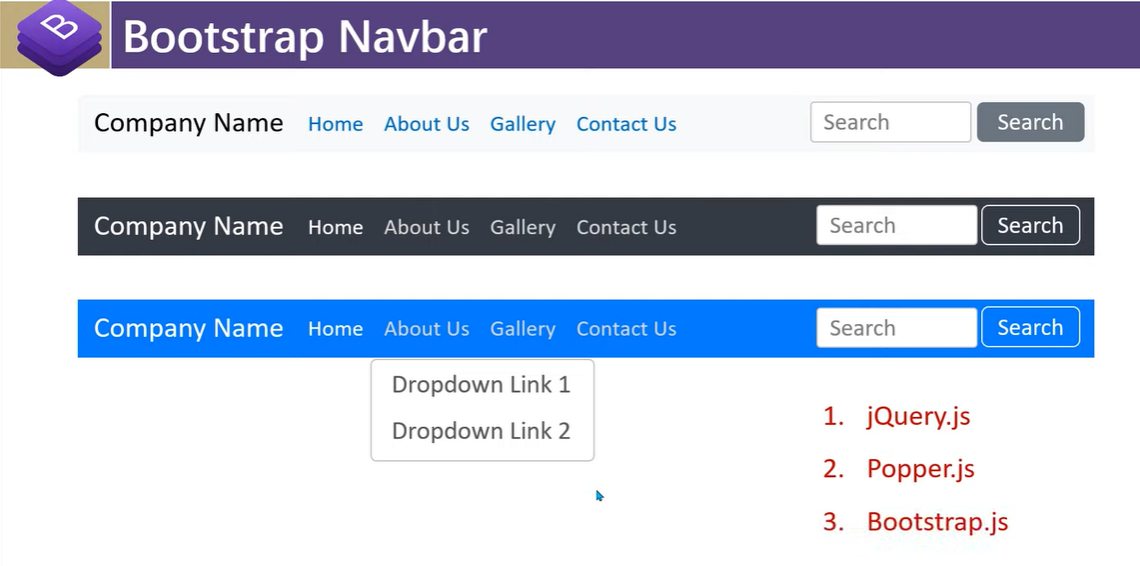 B
Bootstrap Navbar
Company Name Home About Us Gallery Contact Us Search Search
Company Name Home About Us Gallery Contact Us Search Search
Company Name Home About Us Gallery Contact Us Search Search
Dropdown Link 1
Dropdown Link 2
1. jQuery.js
2. Popper.js
3. Bootstrap.js